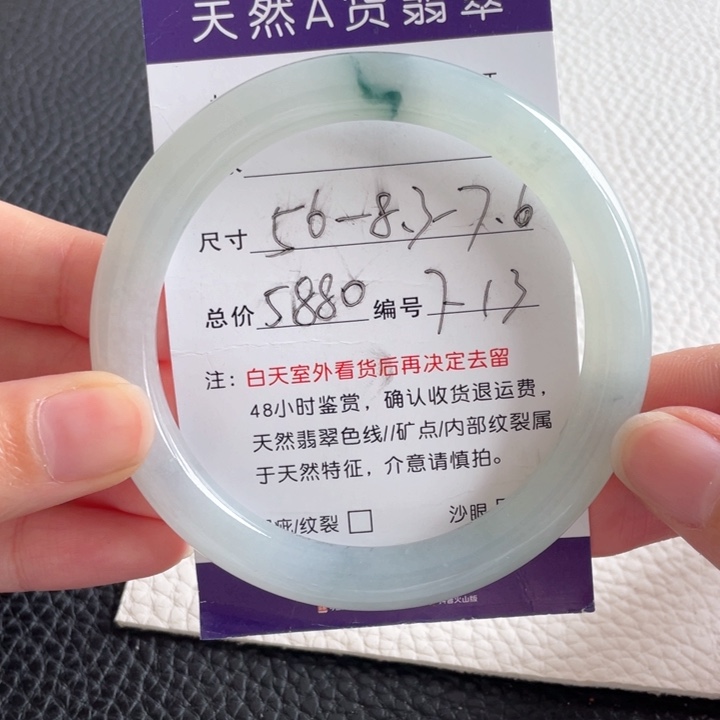 天然A货翡翠
尺寸 56-8.3-7.6
总价 5880 编号 7-13
注：白天室外看货后再决定去留
48小时鉴赏，确认收货退运费，
天然翡翠色线//矿点/内部纹裂属
于天然特征，介意请慎拍。
疵/纹裂 沙眼